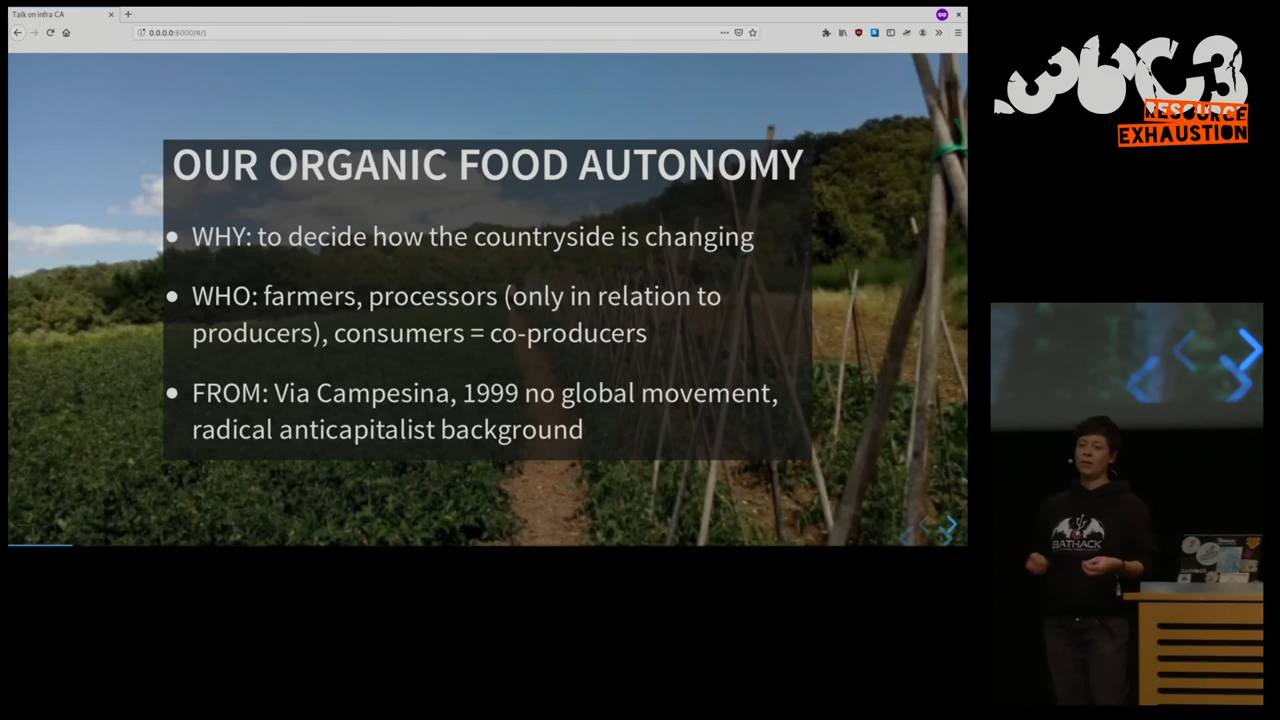 Talk on infra CA
0.0.0.0:8000/#/1
36C3
RESOURCE
EXHAUSTION
OUR ORGANIC FOOD AUTONOMY
WHY: to decide how the countryside is changing
WHO: farmers, processors (only in relation to
producers), consumers = co-producers
FROM: Via Campesina, 1999 no global movement,
radical anticapitalist background
BATHACK